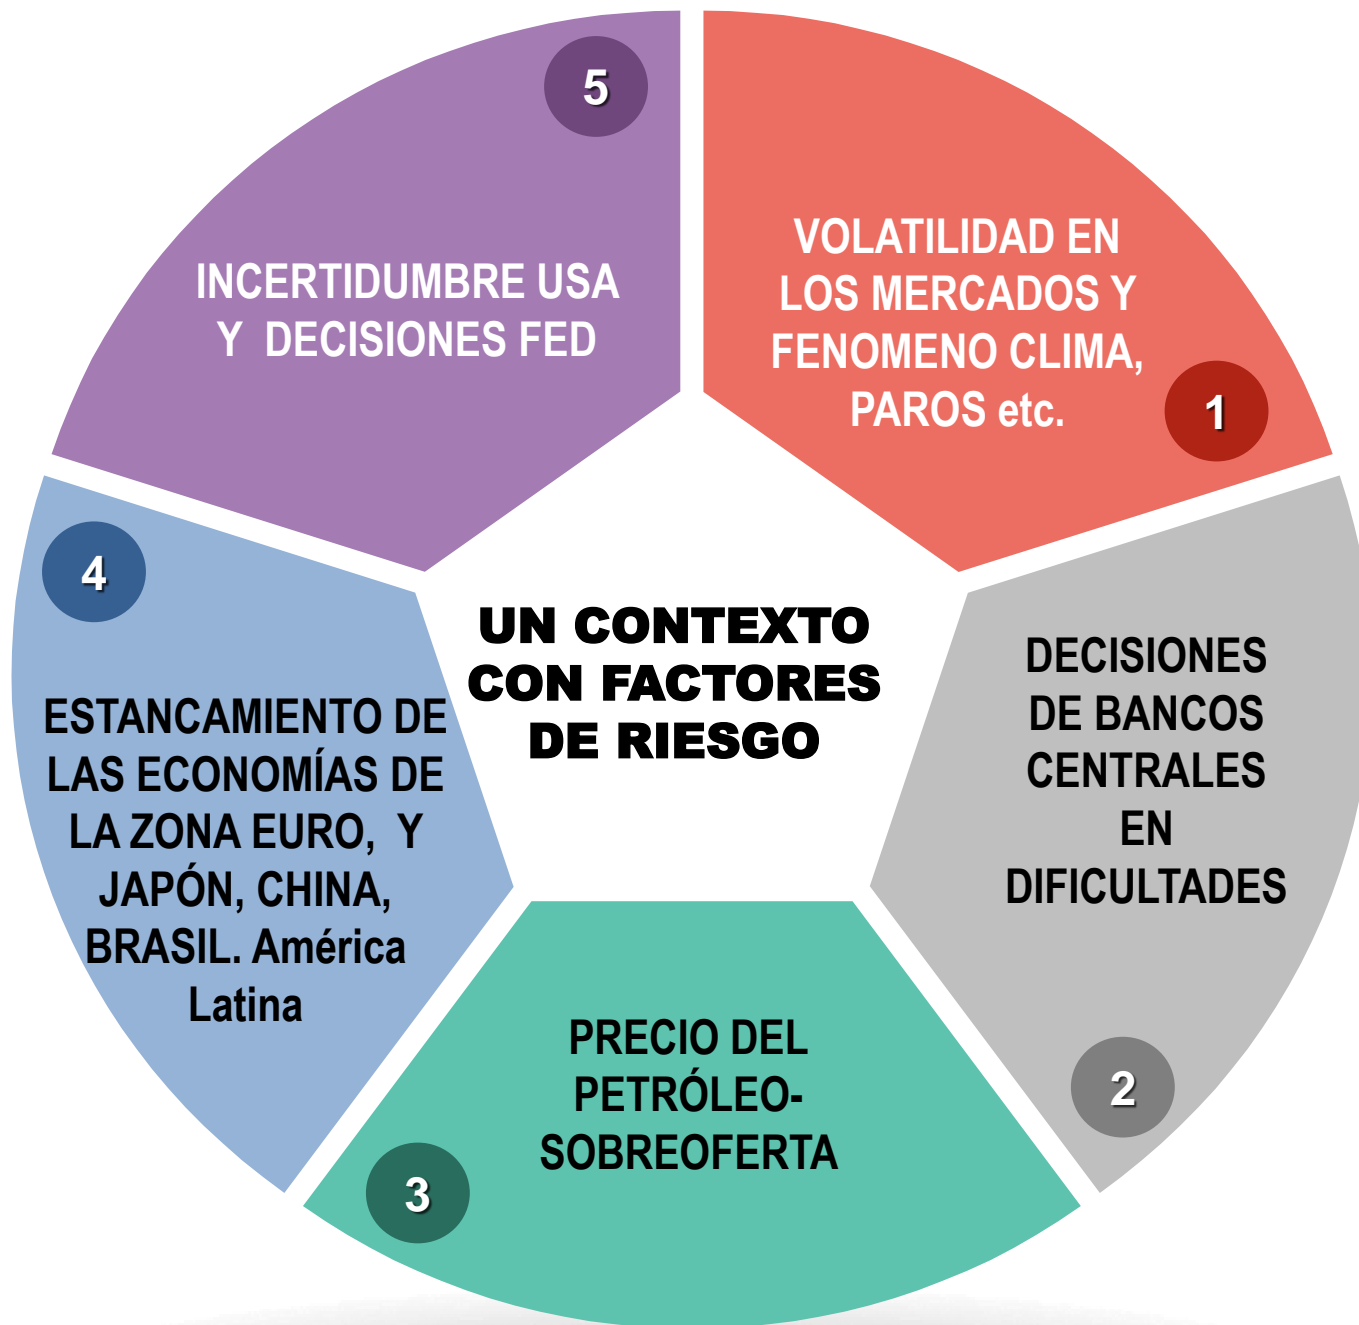 UN CONTEXTO
CON FACTORES
DE RIESGO
VOLATILIDAD EN
LOS MERCADOS Y
FENOMENO CLIMA,
PAROS etc.
1
DECISIONES
DE BANCOS
CENTRALES
EN
DIFICULTADES
2
PRECIO DEL
PETRÓLEO-
SOBREOFERTA
3
4
ESTANCAMIENTO DE
LAS ECONOMÍAS DE
LA ZONA EURO, Y
JAPÓN, CHINA,
BRASIL. América
Latina
5
INCERTIDUMBRE USA
Y DECISIONES FED